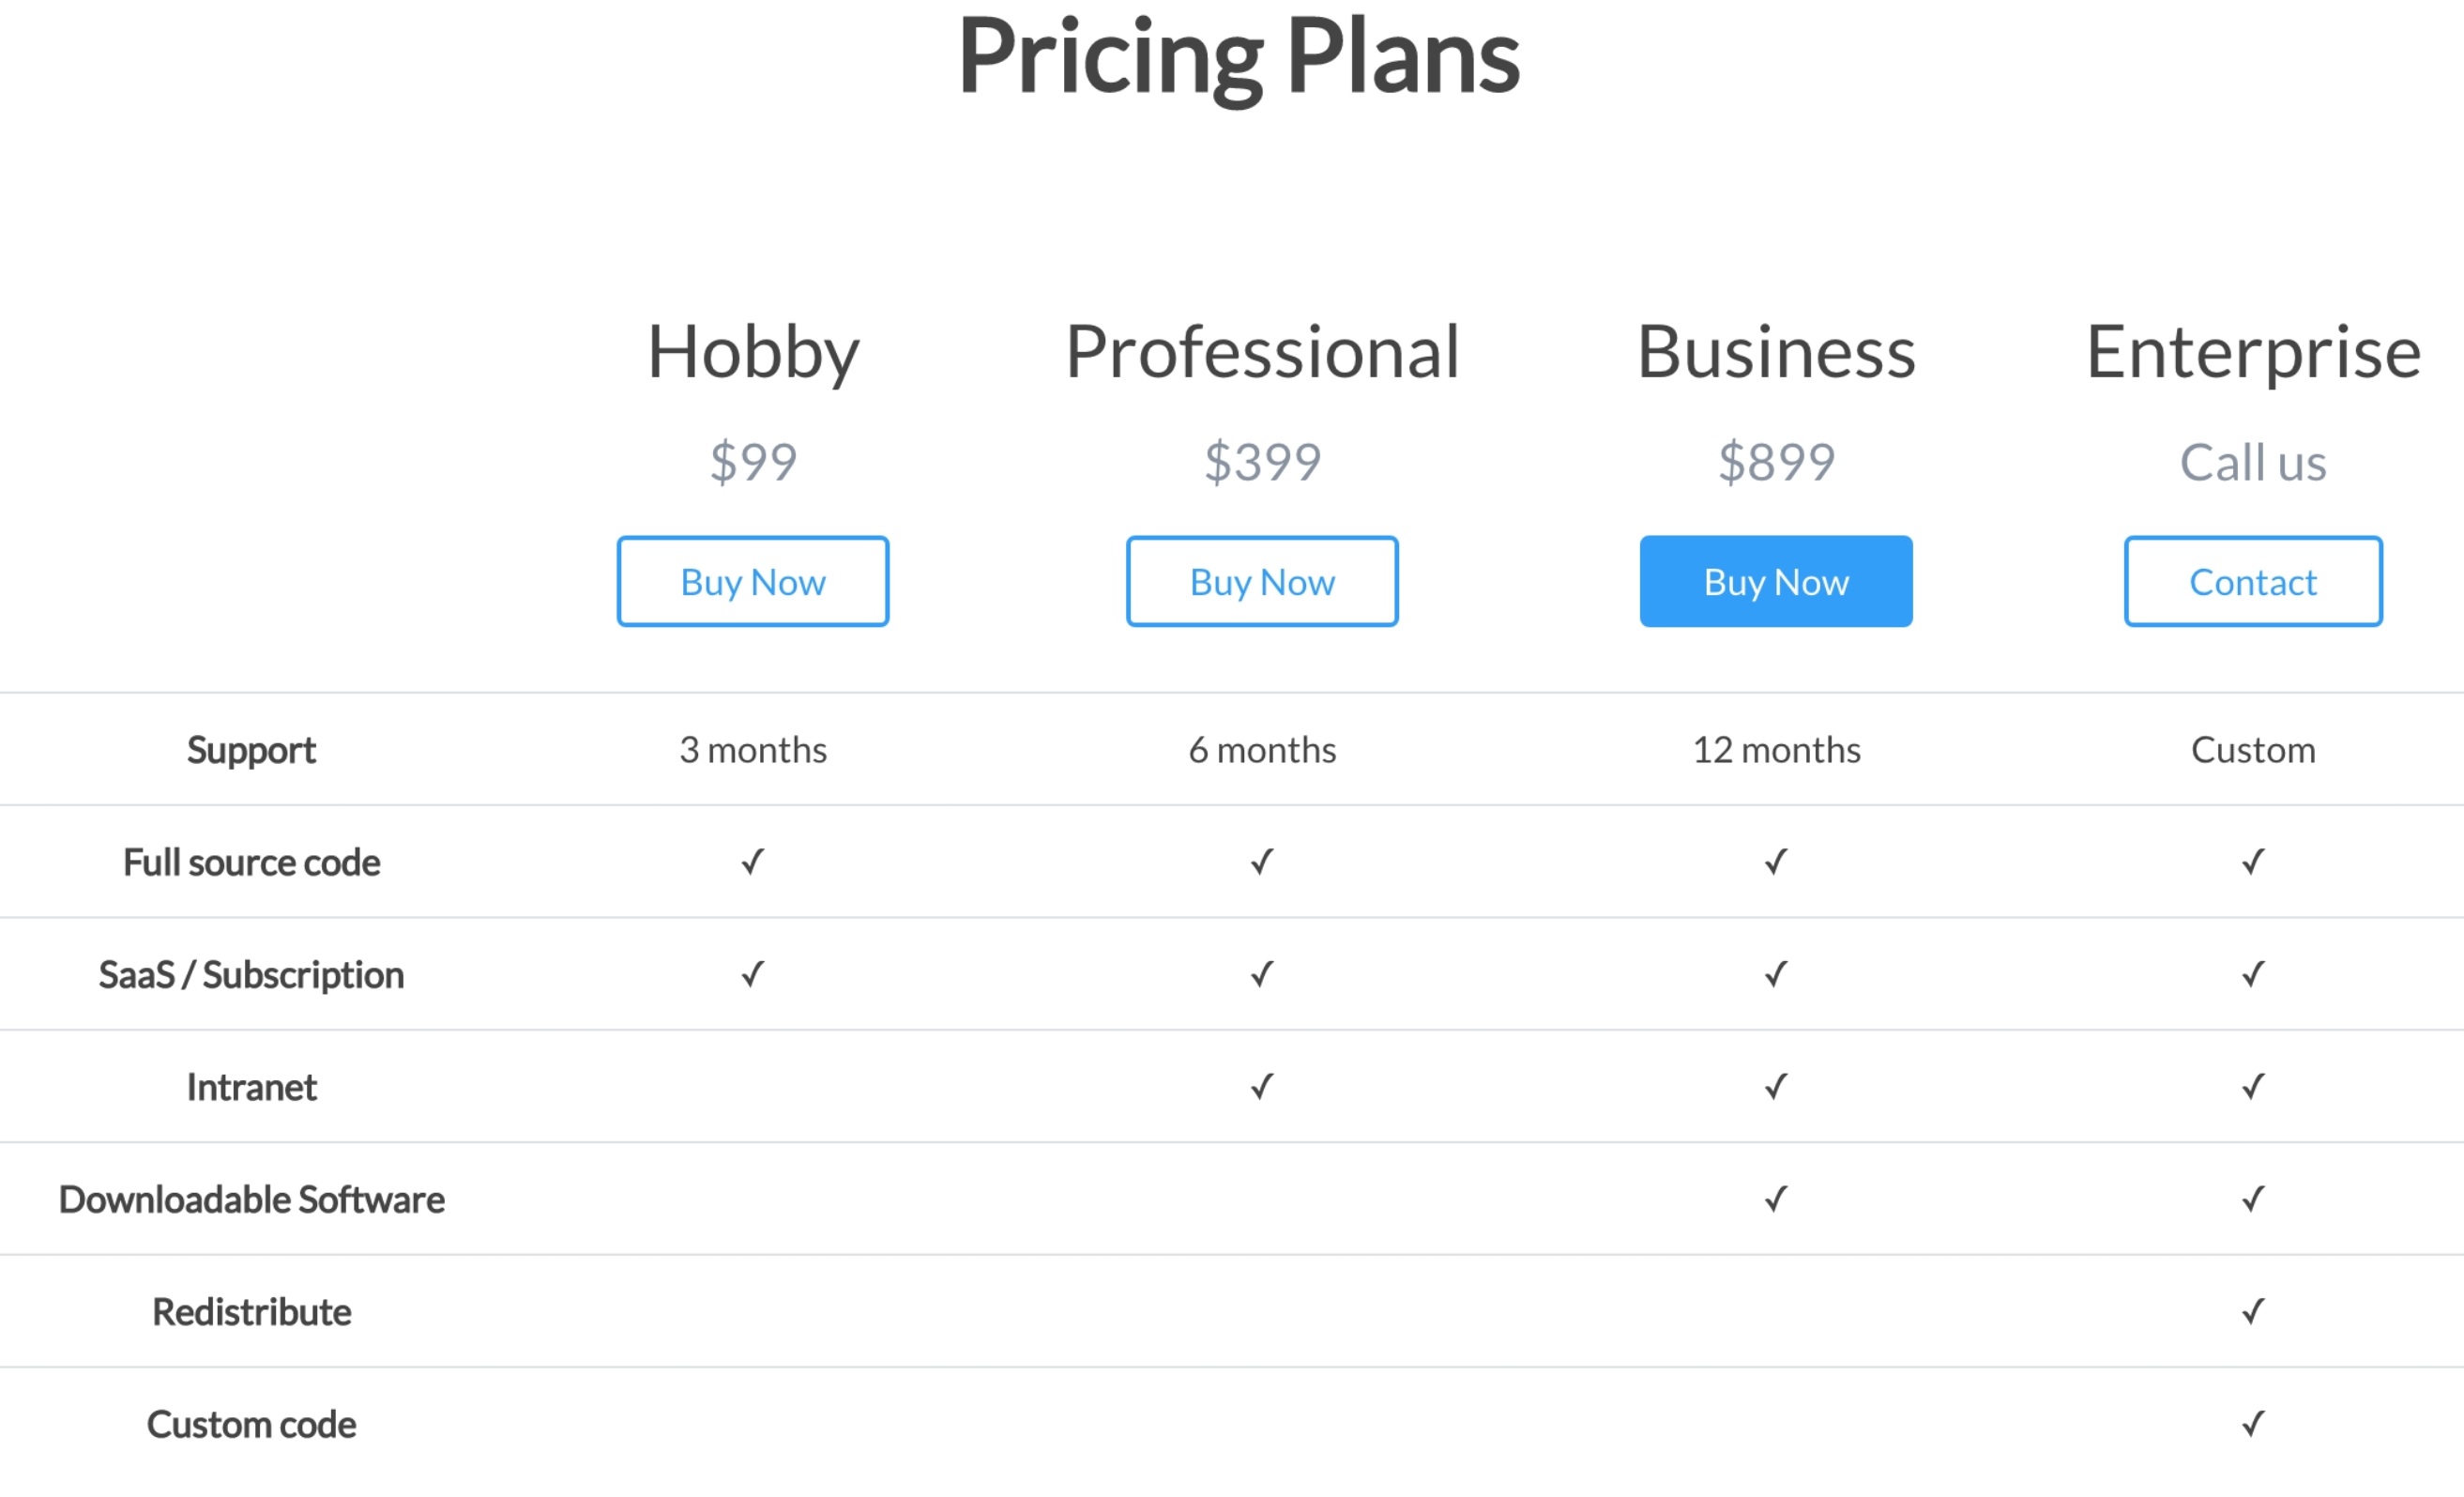 Pricing Plans
Hobby Professional Business Enterprise
$99 $399 $899 Call us
Buy Now Buy Now Buy Now Contact
Support 3 months 6 months 12 months Custom
Full source code ✓ ✓ ✓ ✓
SaaS / Subscription ✓ ✓ ✓ ✓
Intranet ✓ ✓ ✓
Downloadable Software ✓ ✓
Redistribute ✓
Custom code ✓